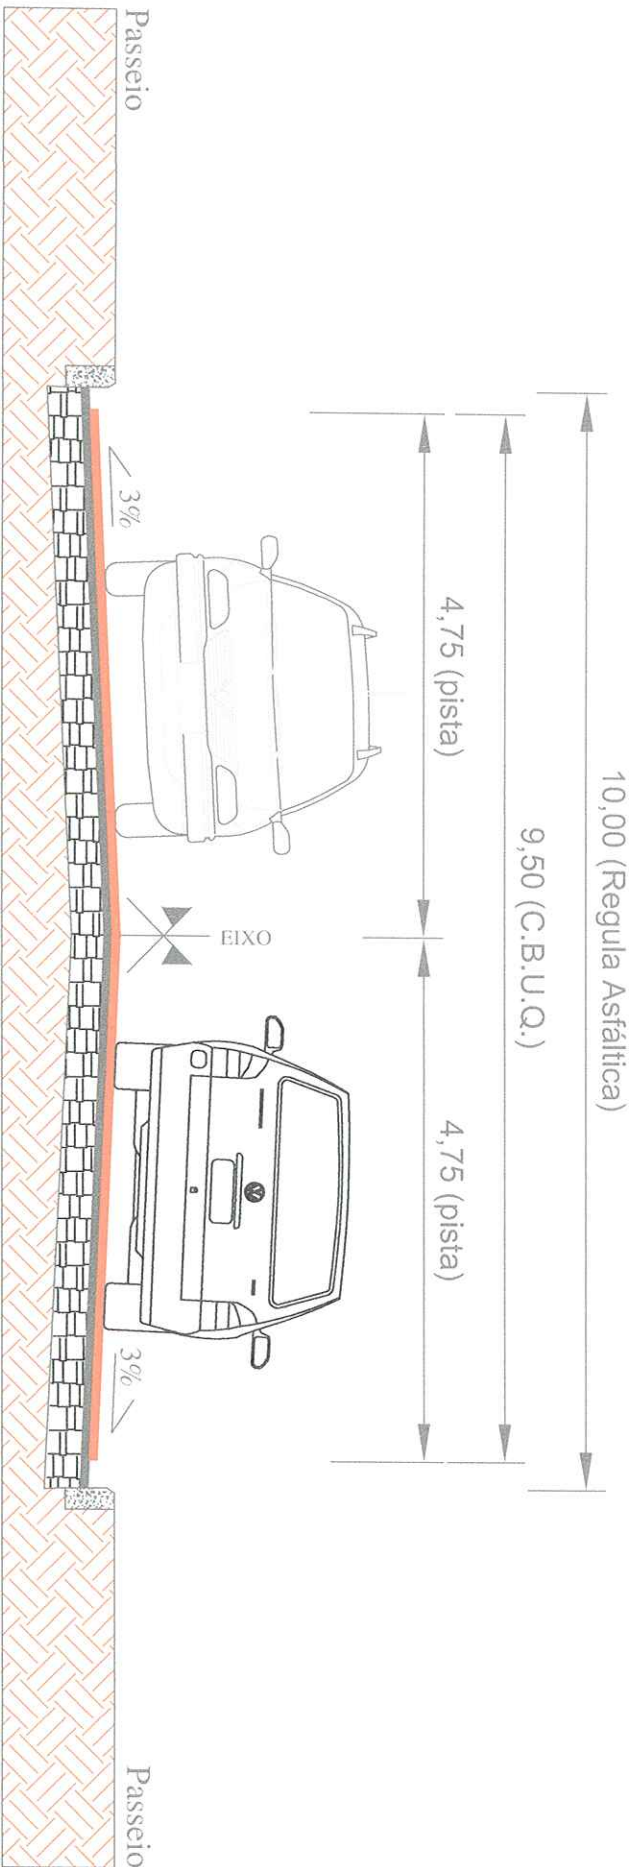 10,00 (Regula Asfáltica)
9,50 (C.B.U.Q.)
4,75 (pista)
4,75 (pista)
EIXO
3%
3%
Passeio
Passeio